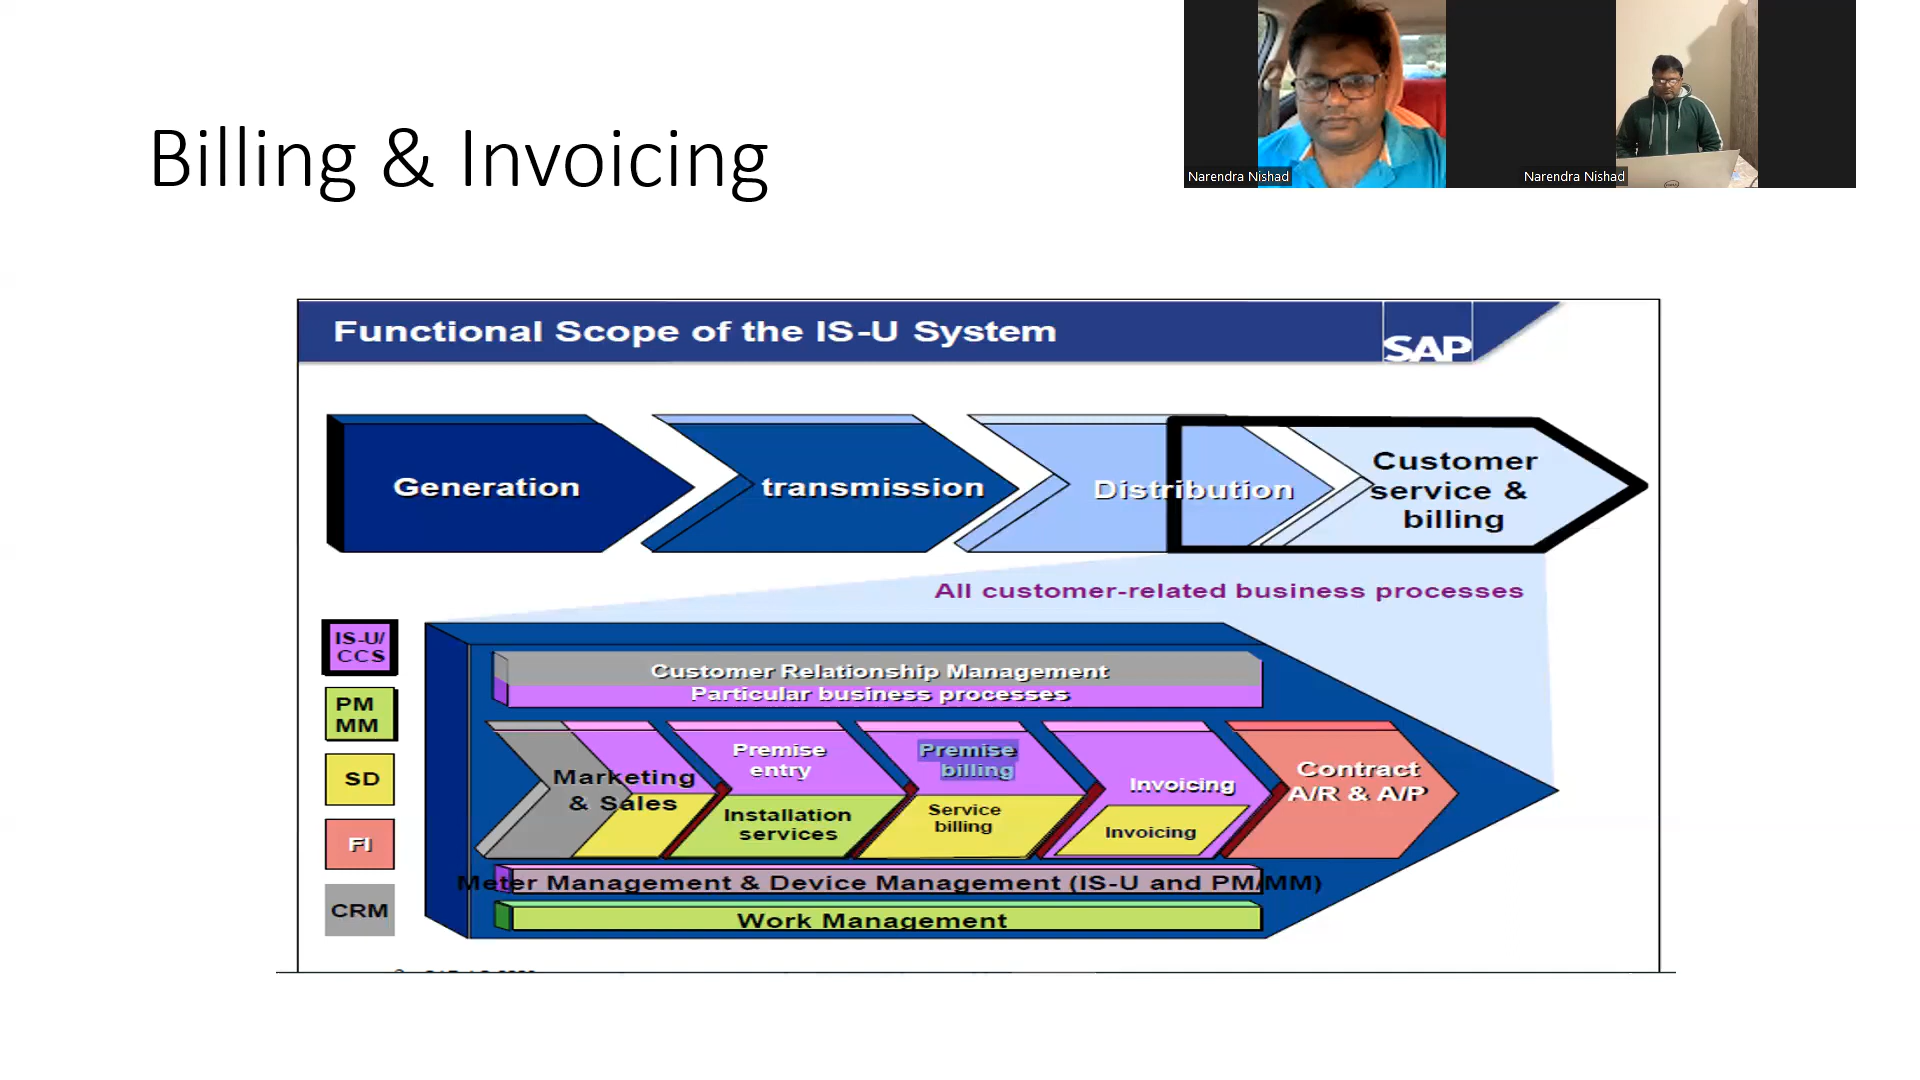 Billing & Invoicing
Narendra Nishad
Narendra Nishad
Functional Scope of the IS-U System
SAP
Generation
transmission
Distribution
Customer
service &
billing
All customer-related business processes
IS-U/
CCS
PM
MM
SD
FI
CRM
Customer Relationship Management
Particular business processes
Marketing
& Sales
Premise
entry
Installation
services
Premise
billing
Service
billing
Invoicing
Invoicing
Contract
A/R & A/P
Meter Management & Device Management (IS-U and PM/MM)
Work Management